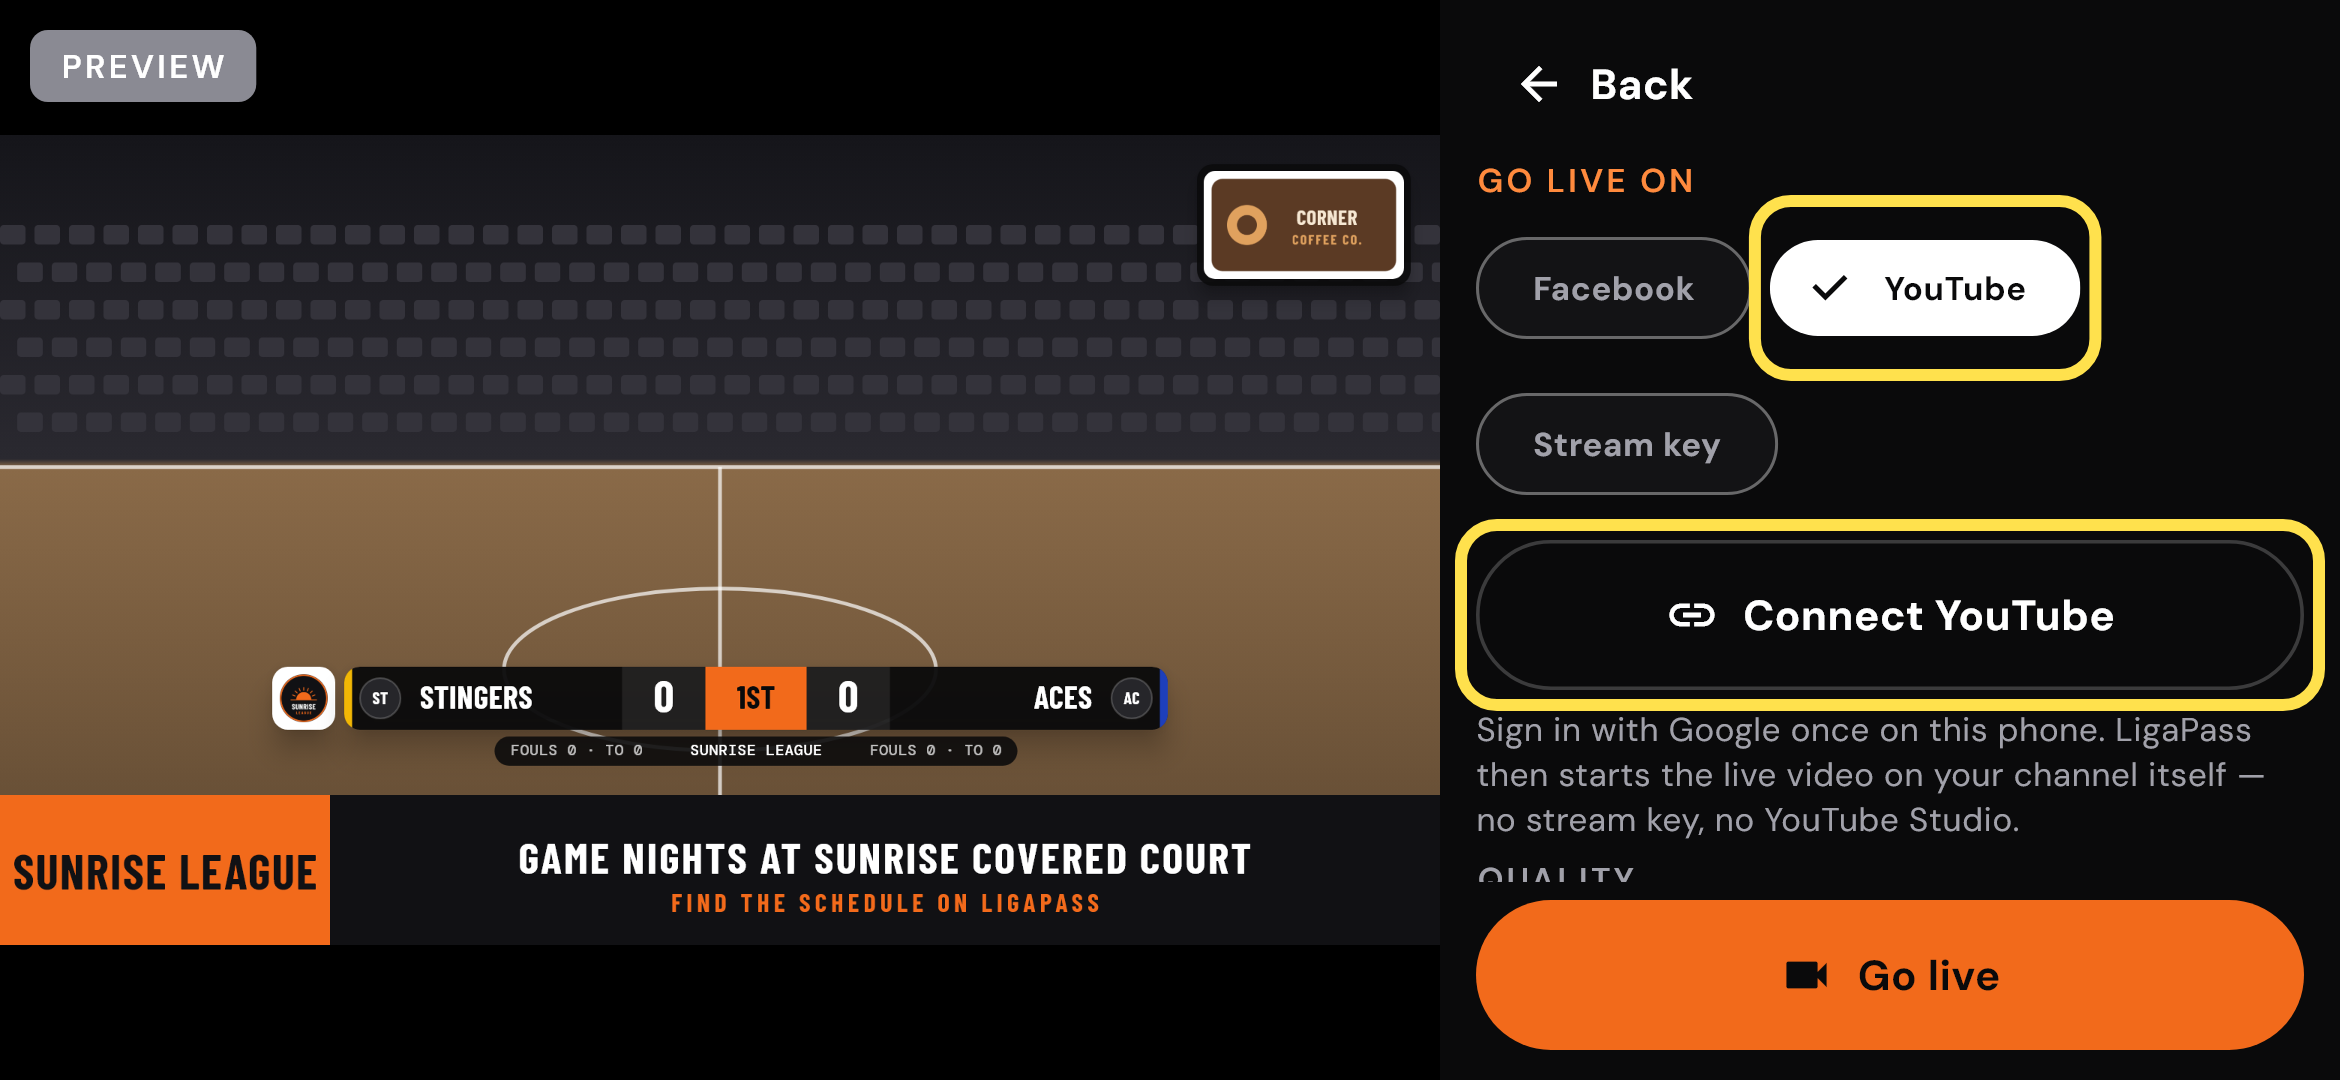 PREVIEW
CORNER
COFFEE CO.
SUNRISE
ST
STINGERS
0
1ST
0
ACES
AC
FOULS 0 · TO 0
SUNRISE LEAGUE
FOULS 0 · TO 0
SUNRISE LEAGUE
GAME NIGHTS AT SUNRISE COVERED COURT
FIND THE SCHEDULE ON LIGAPASS
Back
GO LIVE ON
Facebook
YouTube
Stream key
Connect YouTube
Sign in with Google once on this phone. LigaPass
then starts the live video on your channel itself —
no stream key, no YouTube Studio.
QUALITY
Go live